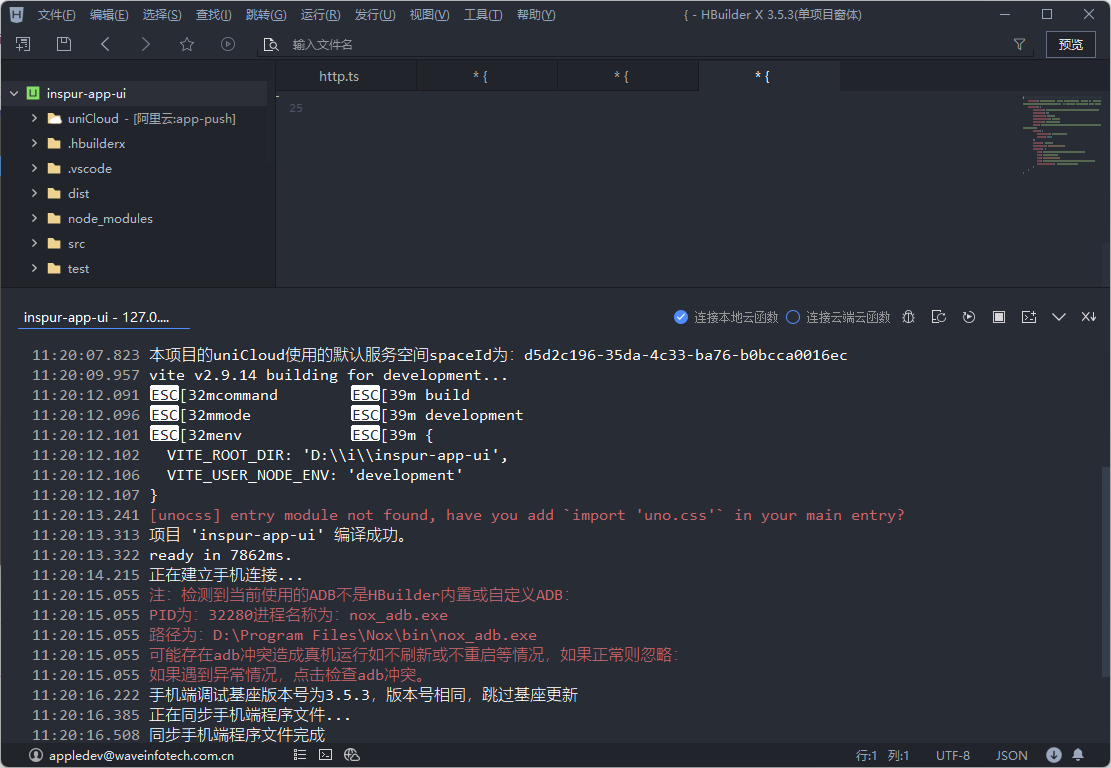 文件(F) 编辑(E) 选择(S) 查找(I) 跳转(G) 运行(R) 发行(U) 视图(V) 工具(T) 帮助(Y) { - HBuilder X 3.5.3(单项目窗体)
输入文件名 预览
http.ts * { * { * {
inspur-app-ui
25
uniCloud - [阿里云:app-push]
.hbuilderx
.vscode
dist
node_modules
src
test
inspur-app-ui - 127.0.... 连接本地云函数 连接云端云函数
11:20:07.823 本项目的uniCloud使用的默认服务空间spaceId为：d5d2c196-35da-4c33-ba76-b0bcca0016ec
11:20:09.957 vite v2.9.14 building for development...
11:20:12.091 ESC[32mcommand ESC[39m build
11:20:12.096 ESC[32mmode ESC[39m development
11:20:12.101 ESC[32menv ESC[39m {
11:20:12.102 VITE_ROOT_DIR: 'D:\\i\\inspur-app-ui',
11:20:12.106 VITE_USER_NODE_ENV: 'development'
11:20:12.107 }
11:20:13.241 [unocss] entry module not found, have you add `import 'uno.css'` in your main entry?
11:20:13.313 项目 'inspur-app-ui' 编译成功。
11:20:13.322 ready in 7862ms.
11:20:14.215 正在建立手机连接...
11:20:15.055 注：检测到当前使用的ADB不是HBuilder内置或自定义ADB：
11:20:15.055 PID为：32280进程名称为：nox_adb.exe
11:20:15.055 路径为：D:\Program Files\Nox\bin\nox_adb.exe
11:20:15.055 可能存在adb冲突造成真机运行如不刷新或不重启等情况，如果正常则忽略：
11:20:15.055 如果遇到异常情况，点击检查adb冲突。
11:20:16.222 手机端调试基座版本号为3.5.3，版本号相同，跳过基座更新
11:20:16.385 正在同步手机端程序文件...
11:20:16.508 同步手机端程序文件完成
appledev@waveinfotech.com.cn 行:1 列:1 UTF-8 JSON